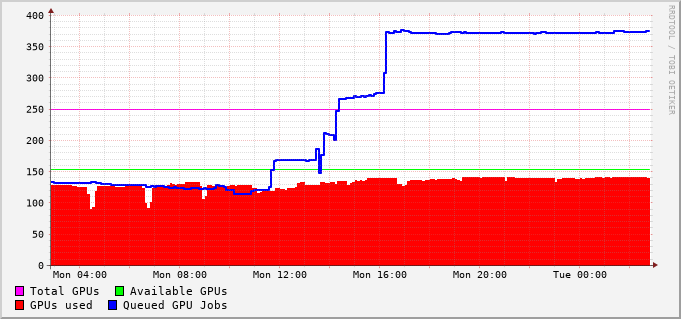 400
350
300
250
200
150
100
50
0
Mon 04:00 Mon 08:00 Mon 12:00 Mon 16:00 Mon 20:00 Tue 00:00
Total GPUs Available GPUs
GPUs used Queued GPU Jobs
RRDTOOL / TOBI OETIKER